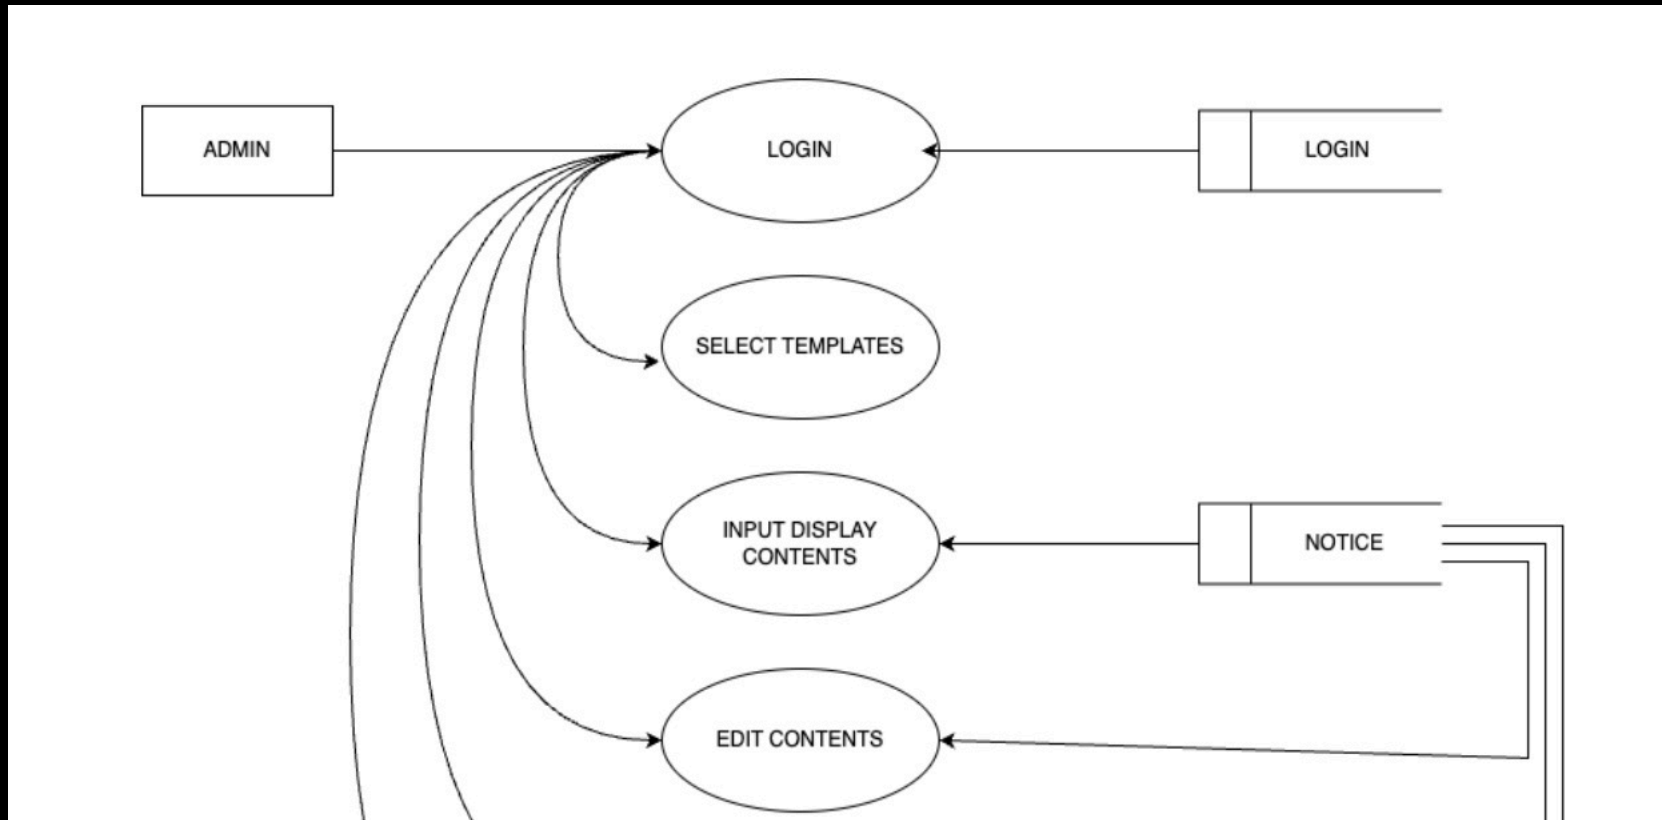 ADMIN
LOGIN
LOGIN
SELECT TEMPLATES
INPUT DISPLAY
CONTENTS
NOTICE
EDIT CONTENTS